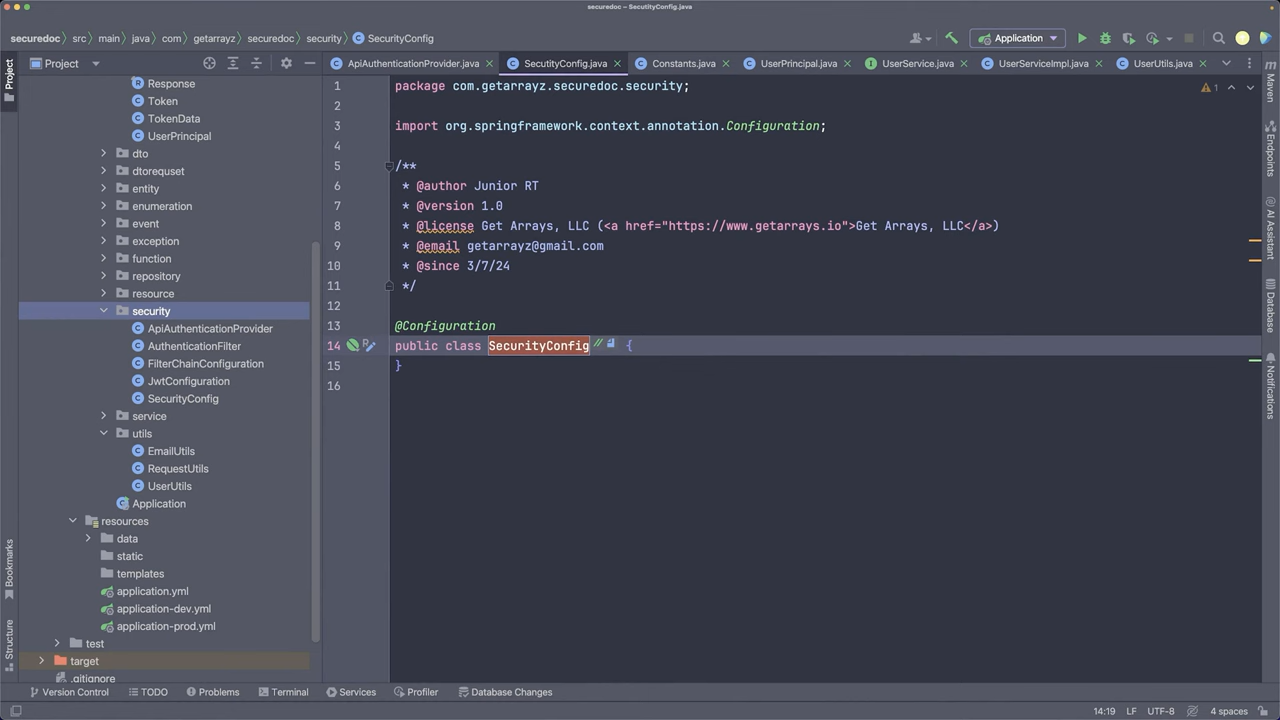 securedoc – SecutityConfig.java
securedoc
src
main
java
com
getarrayz
securedoc
security
SecurityConfig
Application
Project
ApiAuthenticationProvider.java
SecutityConfig.java
Constants.java
UserPrincipal.java
UserService.java
UserServiceImpl.java
UserUtils.java
Project
Response
Token
TokenData
UserPrincipal
dto
dtorequset
entity
enumeration
event
exception
function
repository
resource
security
ApiAuthenticationProvider
AuthenticationFilter
FilterChainConfiguration
JwtConfiguration
SecurityConfig
service
utils
EmailUtils
RequestUtils
UserUtils
Application
resources
data
static
templates
application.yml
application-dev.yml
application-prod.yml
test
target
.gitignore
Bookmarks
Structure
1 package com.getarrayz.securedoc.security;
2
3 import org.springframework.context.annotation.Configuration;
4
5 /**
6 * @author Junior RT
7 * @version 1.0
8 * @license Get Arrays, LLC (<a href="https://www.getarrays.io">Get Arrays, LLC</a>)
9 * @email getarrayz@gmail.com
10 * @since 3/7/24
11 */
12
13 @Configuration
14 public class SecurityConfig {
15 }
16
1
Maven
Endpoints
AI Assistant
Database
Notifications
Version Control
TODO
Problems
Terminal
Services
Profiler
Database Changes
14:19
LF
UTF-8
4 spaces